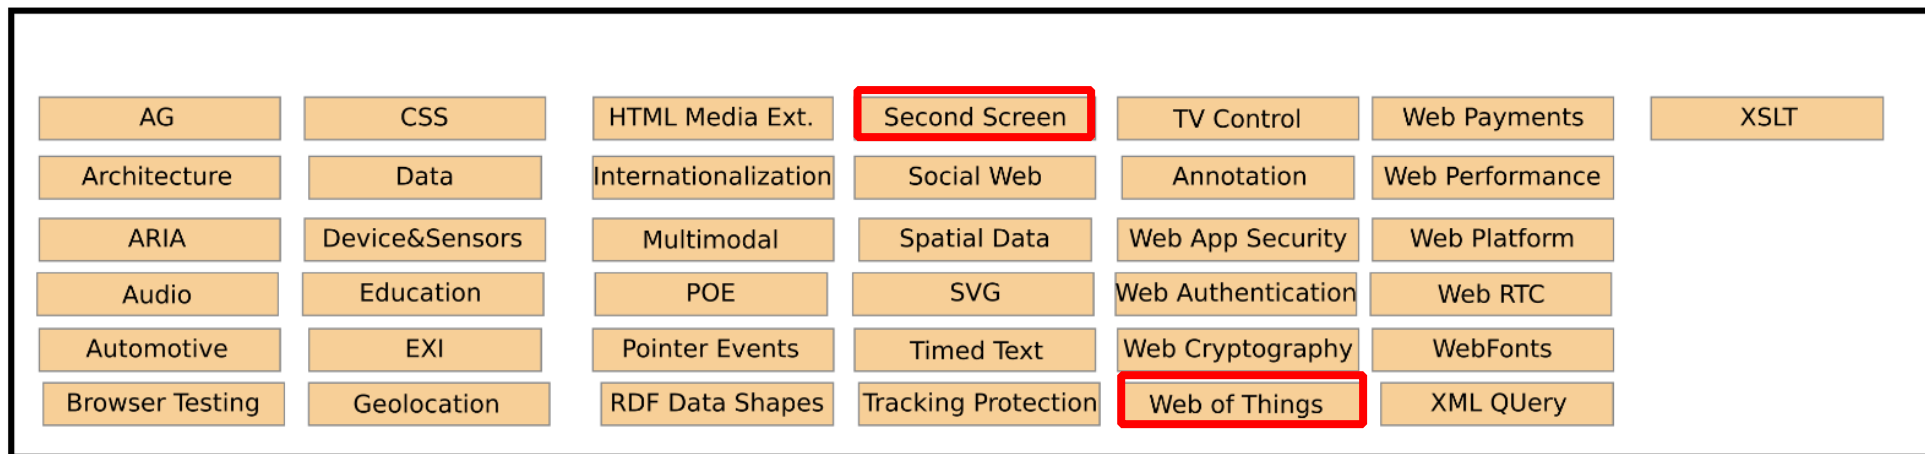 AG
CSS
HTML Media Ext.
Second Screen
TV Control
Web Payments
XSLT
Architecture
Data
Internationalization
Social Web
Annotation
Web Performance
ARIA
Device&Sensors
Multimodal
Spatial Data
Web App Security
Web Platform
Audio
Education
POE
SVG
Web Authentication
Web RTC
Automotive
EXI
Pointer Events
Timed Text
Web Cryptography
WebFonts
Browser Testing
Geolocation
RDF Data Shapes
Tracking Protection
Web of Things
XML QUery